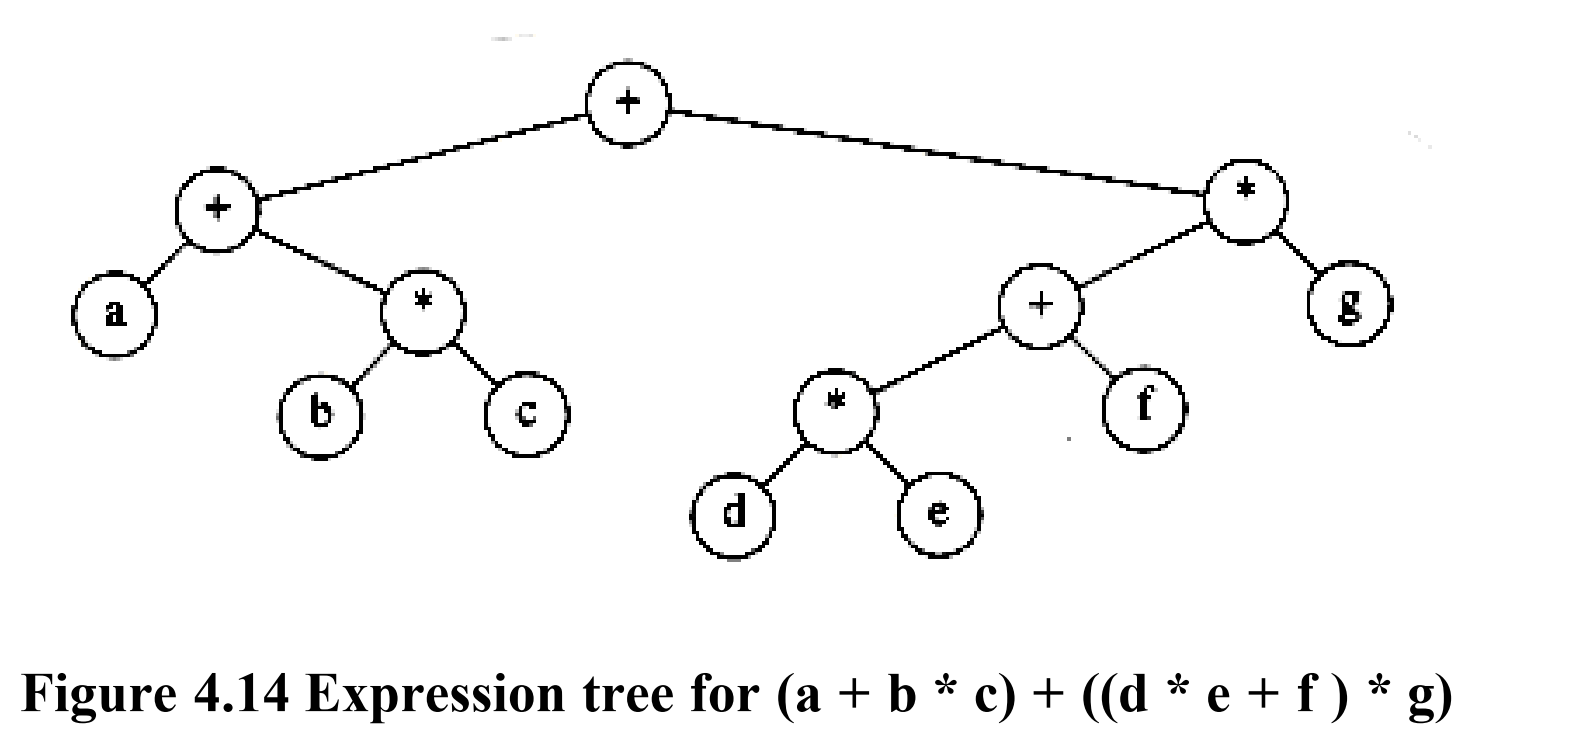 +
+ *
a * + g
b c * f
d e
Figure 4.14 Expression tree for (a + b * c) + ((d * e + f ) * g)